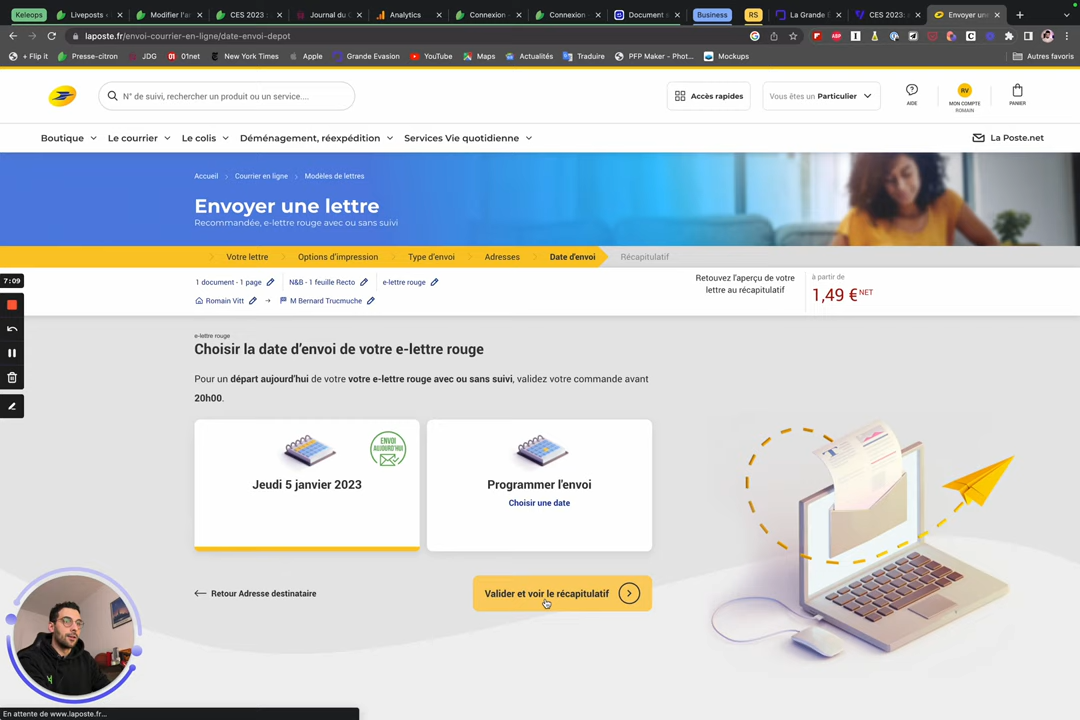 Keleops
Liveposts
Modifier l'ar
CES 2023 :
Journal du G
Analytics
Connexion
Connexion
Document s
Business
RS
La Grande É
CES 2023:
Envoyer une
laposte.fr/envoi-courrier-en-ligne/date-envoi-depot
+ Flip it
Presse-citron
JDG
01net
New York Times
Apple
Grande Evasion
YouTube
Maps
Actualités
Traduire
PFP Maker - Phot...
Mockups
Autres favoris
N° de suivi, rechercher un produit ou un service....
Accès rapides
Vous êtes un Particulier
AIDE
RV
MON COMPTE
ROMAIN
PANIER
Boutique
Le courrier
Le colis
Déménagement, réexpédition
Services Vie quotidienne
La Poste.net
Accueil
Courrier en ligne
Modèles de lettres
Envoyer une lettre
Recommandée, e-lettre rouge avec ou sans suivi
Votre lettre
Options d'impression
Type d'envoi
Adresses
Date d'envoi
Récapitulatif
7:09
1 document - 1 page
N&B - 1 feuille Recto
e-lettre rouge
Romain Vitt
M Bernard Trucmuche
Retouvez l'aperçu de votre
lettre au récapitulatif
à partir de
1,49 € NET
e-lettre rouge
Choisir la date d'envoi de votre e-lettre rouge
Pour un départ aujourd'hui de votre votre e-lettre rouge avec ou sans suivi, validez votre commande avant
20h00.
ENVOI
AUJOURD'HUI
Jeudi 5 janvier 2023
Programmer l'envoi
Choisir une date
Retour Adresse destinataire
Valider et voir le récapitulatif
En attente de www.laposte.fr...